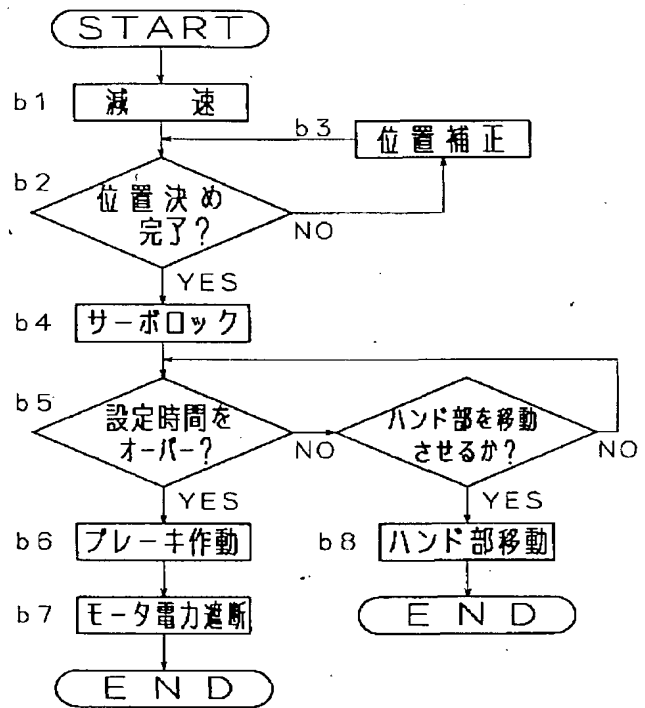 START
b1
減速
b3
位置補正
b2
位置決め
完了?
NO
YES
b4
サーボロック
b5
設定時間を
オーバー?
NO
ハンド部を移動
させるか?
NO
YES
YES
b6
ブレーキ作動
b8
ハンド部移動
b7
モータ電力遮断
END
END